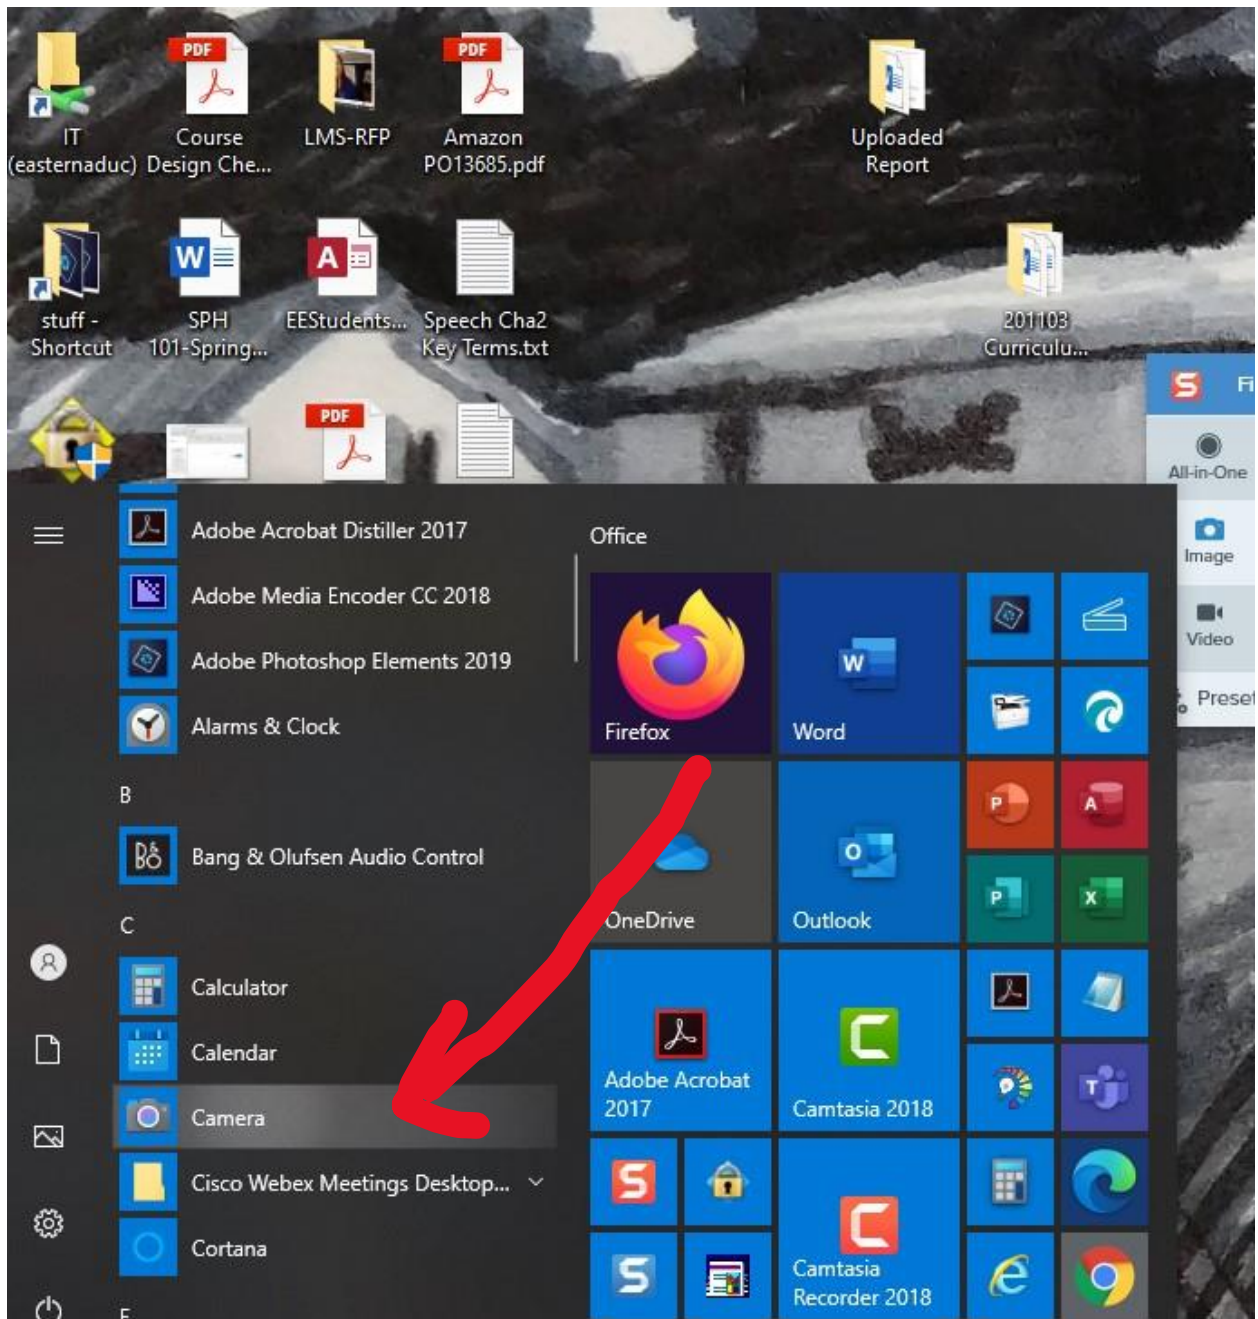 PDF
PDF
IT
(easternaduc)
Course
Design Che...
LMS-RFP
Amazon
PO13685.pdf
Uploaded
Report
W
A
stuff -
Shortcut
SPH
101-Spring...
EEStudents...
Speech Cha2
Key Terms.txt
201103
Curriculu...
S
Fi
PDF
All-in-One
Image
Video
Preset
Adobe Acrobat Distiller 2017
Adobe Media Encoder CC 2018
Adobe Photoshop Elements 2019
Alarms & Clock
B
B&O
Bang & Olufsen Audio Control
C
Calculator
Calendar
Camera
Cisco Webex Meetings Desktop...
Cortana
Office
Firefox
W
Word
P
A
OneDrive
O
Outlook
P
X
Adobe Acrobat
2017
C
Camtasia 2018
T
S
C
Camtasia
Recorder 2018
S